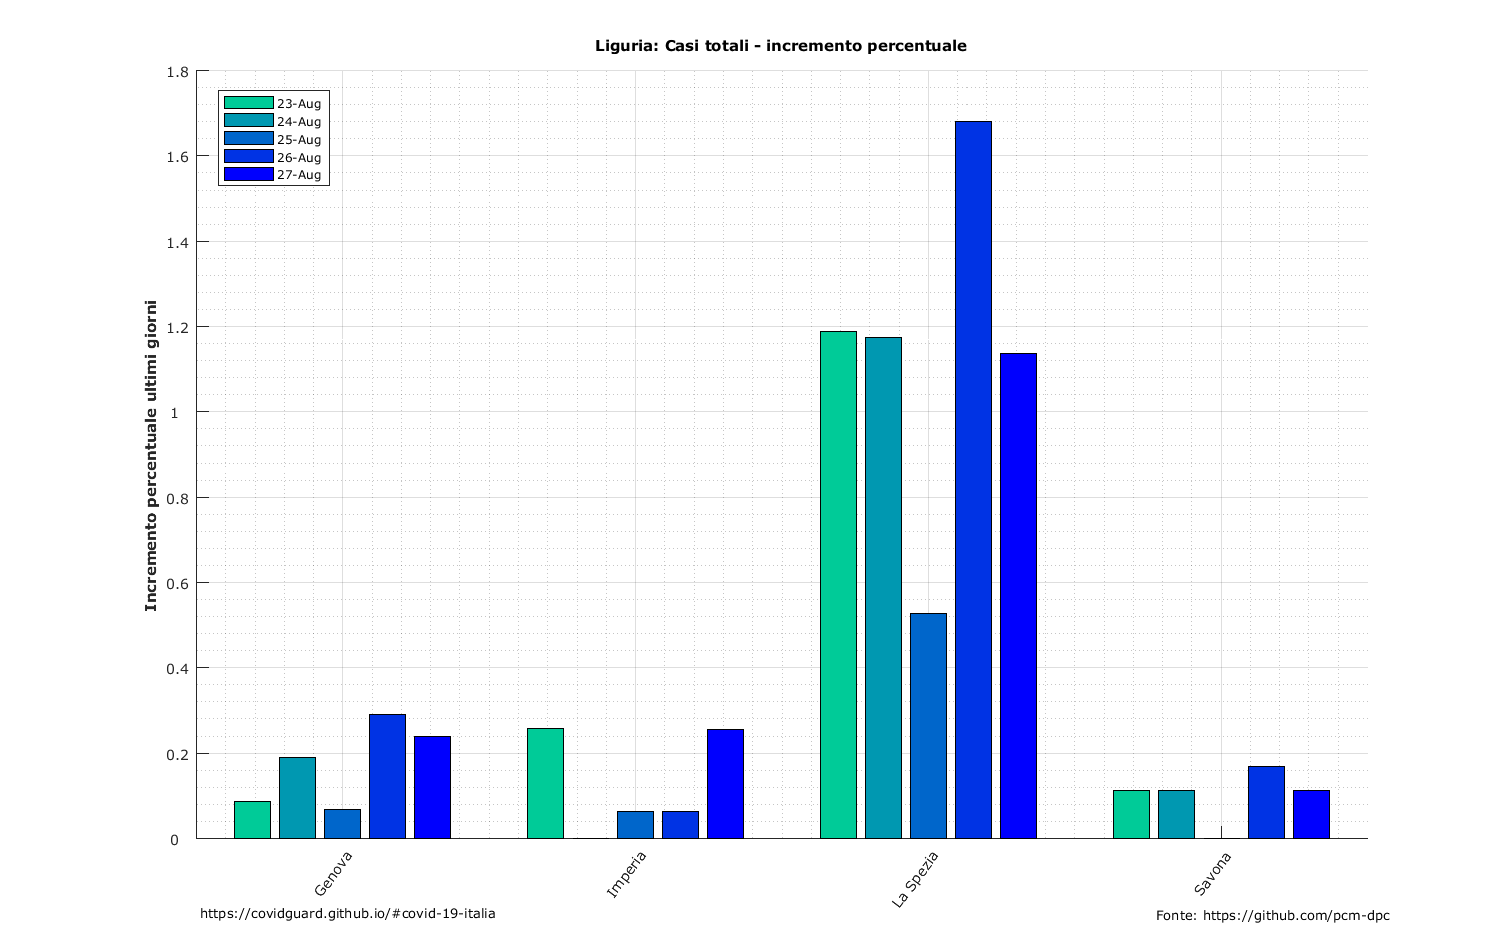 Liguria: Casi totali - incremento percentuale
1.8
1.6
1.4
1.2
1
0.8
0.6
0.4
0.2
0
Incremento percentuale ultimi giorni
23-Aug
24-Aug
25-Aug
26-Aug
27-Aug
Genova
Imperia
La Spezia
Savona
https://covidguard.github.io/#covid-19-italia
Fonte: https://github.com/pcm-dpc